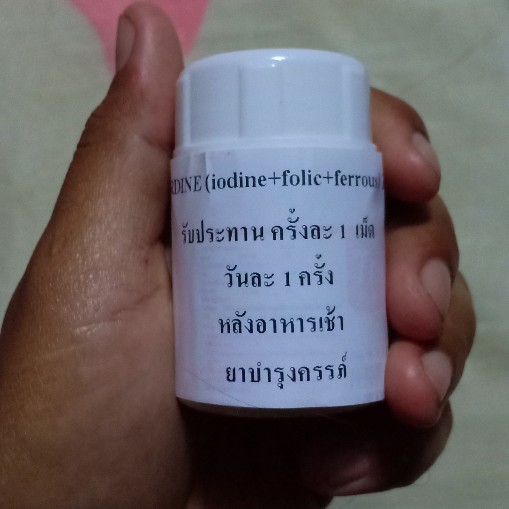 (iodine+folic+ferrous)
รับประทาน ครั้งละ 1 เม็ด
วันละ 1 ครั้ง
หลังอาหารเช้า
ยาบำรุงครรภ์